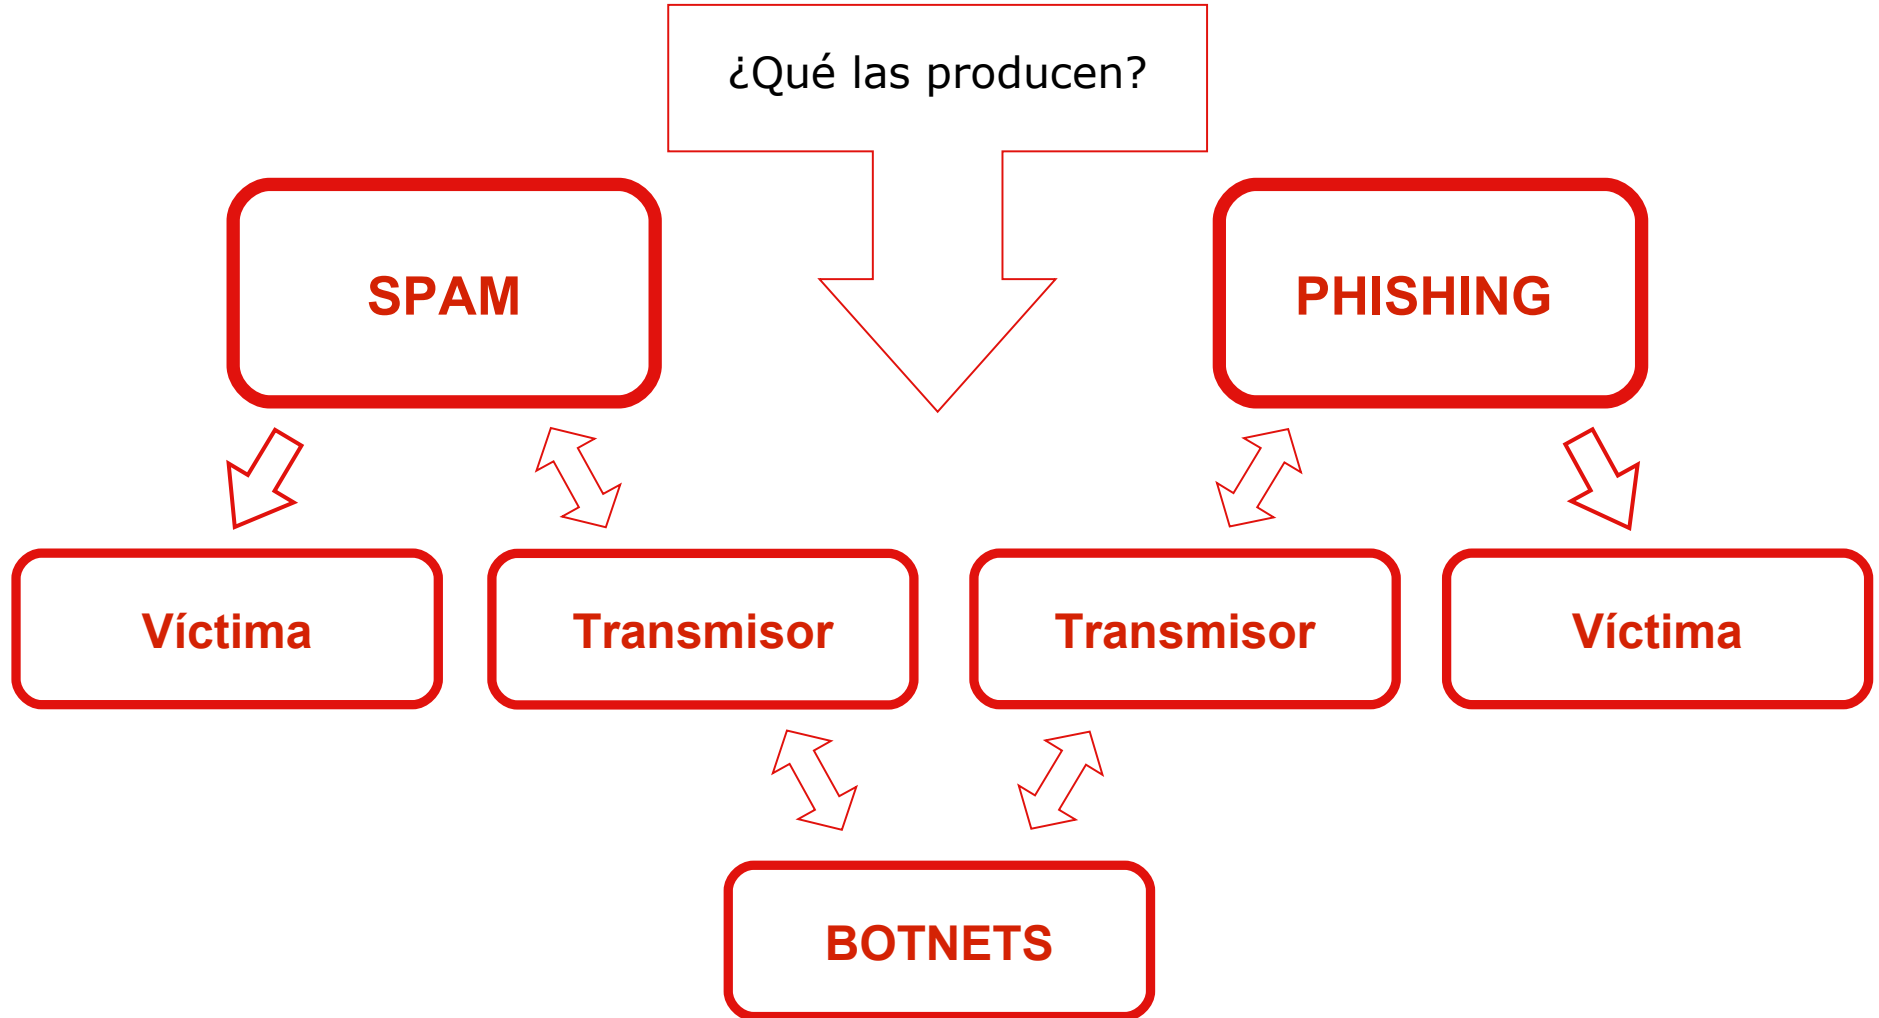 ¿Qué las producen?
SPAM
PHISHING
Víctima
Transmisor
Transmisor
Víctima
BOTNETS